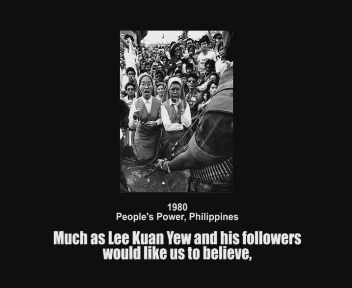 1980
People's Power, Philippines
Much as Lee Kuan Yew and his followers
would like us to believe,